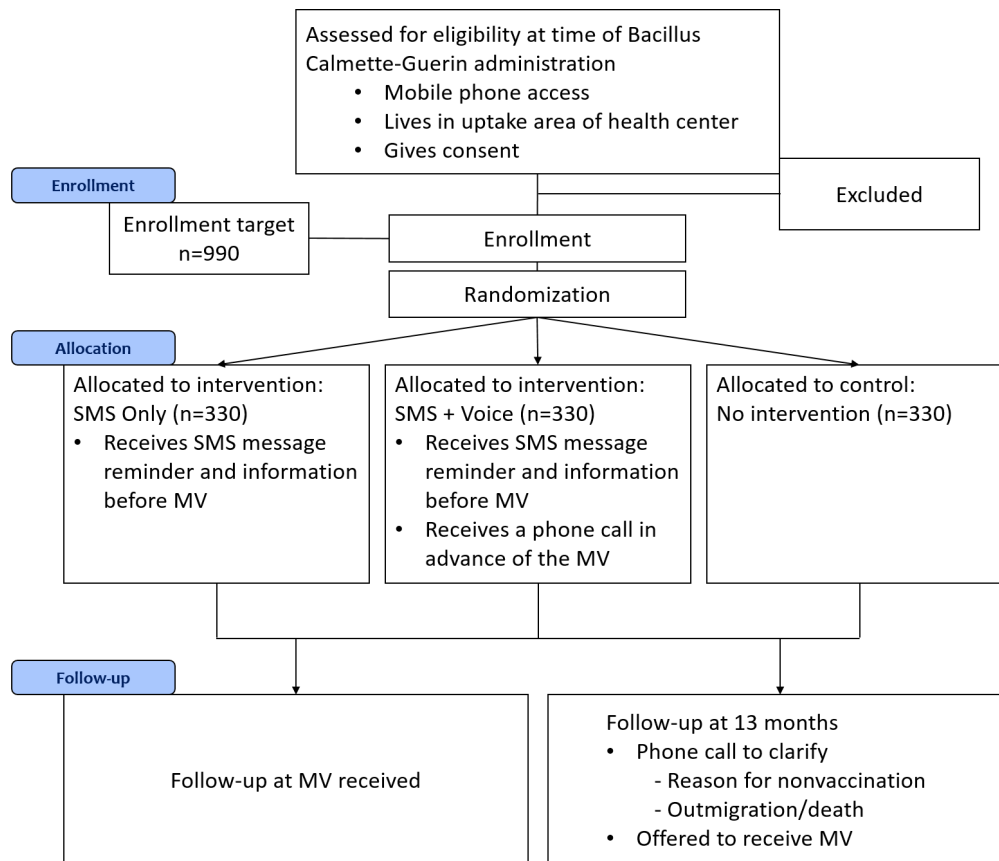 Assessed for eligibility at time of Bacillus
Calmette-Guerin administration
• Mobile phone access
• Lives in uptake area of health center
• Gives consent
Enrollment
Excluded
Enrollment target
n=990
Enrollment
Randomization
Allocation
Allocated to intervention:
SMS Only (n=330)
• Receives SMS message
reminder and information
before MV
Allocated to intervention:
SMS + Voice (n=330)
• Receives SMS message
reminder and information
before MV
• Receives a phone call in
advance of the MV
Allocated to control:
No intervention (n=330)
Follow-up
Follow-up at MV received
Follow-up at 13 months
• Phone call to clarify
- Reason for nonvaccination
- Outmigration/death
• Offered to receive MV